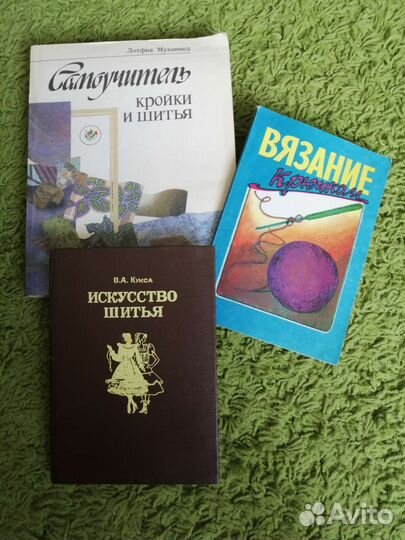 Лотфия Мухаммед
Самоучитель
кройки
и шитья
ВЯЗАНИЕ
Крючком
В.А. Кукса
ИСКУССТВО
ШИТЬЯ
Avito